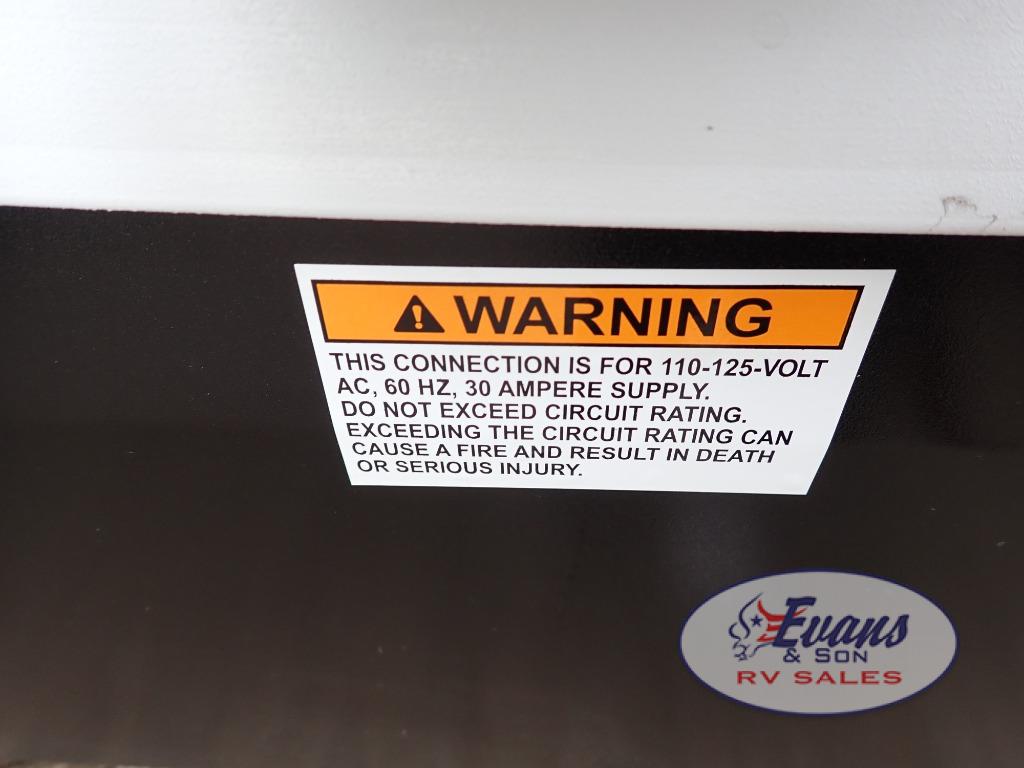 WARNING
THIS CONNECTION IS FOR 110-125-VOLT
AC, 60 HZ, 30 AMPERE SUPPLY.
DO NOT EXCEED CIRCUIT RATING.
EXCEEDING THE CIRCUIT RATING CAN
CAUSE A FIRE AND RESULT IN DEATH
OR SERIOUS INJURY.
Evans
& SON
RV SALES